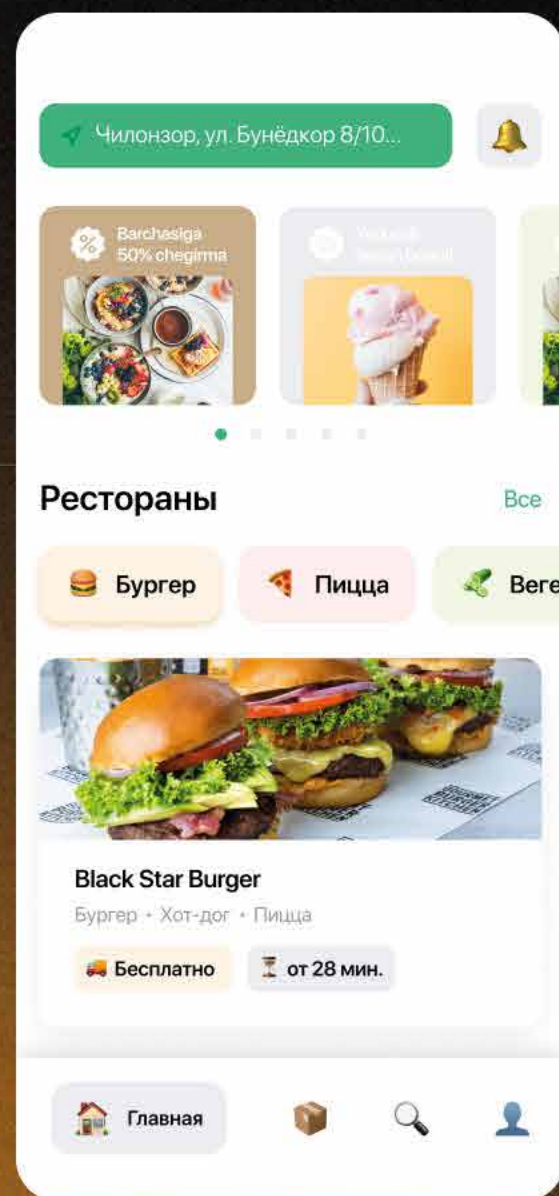 Чилонзор, ул. Бунёдкор 8/10...
Barchasiga
50% chegirma
Рестораны
Все
Бургер
Пицца
Веге
Black Star Burger
Бургер • Хот-дог • Пицца
Бесплатно
от 28 мин.
Главная